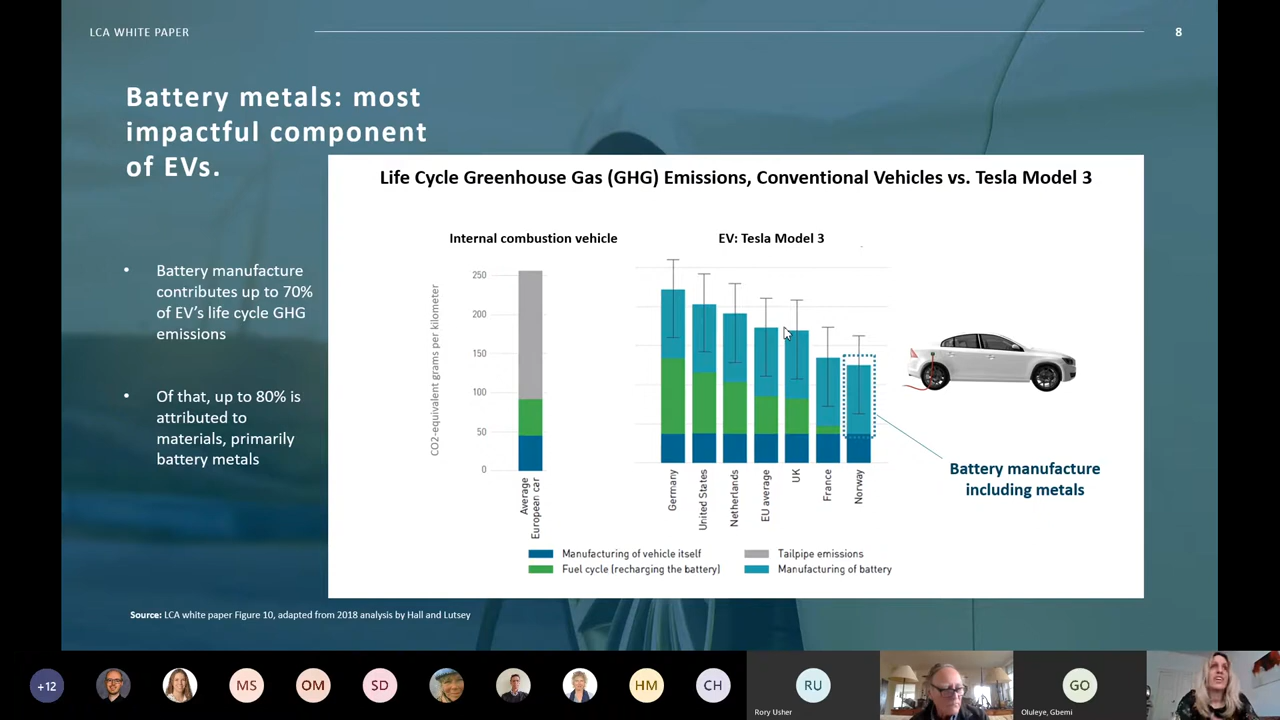 LCA WHITE PAPER
8
Battery metals: most
impactful component
of EVs.
• Battery manufacture
contributes up to 70%
of EV's life cycle GHG
emissions
• Of that, up to 80% is
attributed to
materials, primarily
battery metals
Life Cycle Greenhouse Gas (GHG) Emissions, Conventional Vehicles vs. Tesla Model 3
Internal combustion vehicle
EV: Tesla Model 3
CO2-equivalent grams per kilometer
250
200
150
100
50
0
Average
European car
Germany
United States
Netherlands
EU average
UK
France
Norway
Battery manufacture
including metals
Manufacturing of vehicle itself
Tailpipe emissions
Fuel cycle (recharging the battery)
Manufacturing of battery
Source: LCA white paper Figure 10, adapted from 2018 analysis by Hall and Lutsey
+12
MS
OM
SD
HM
CH
RU
Rory Usher
GO
Oluleye, Gbemi